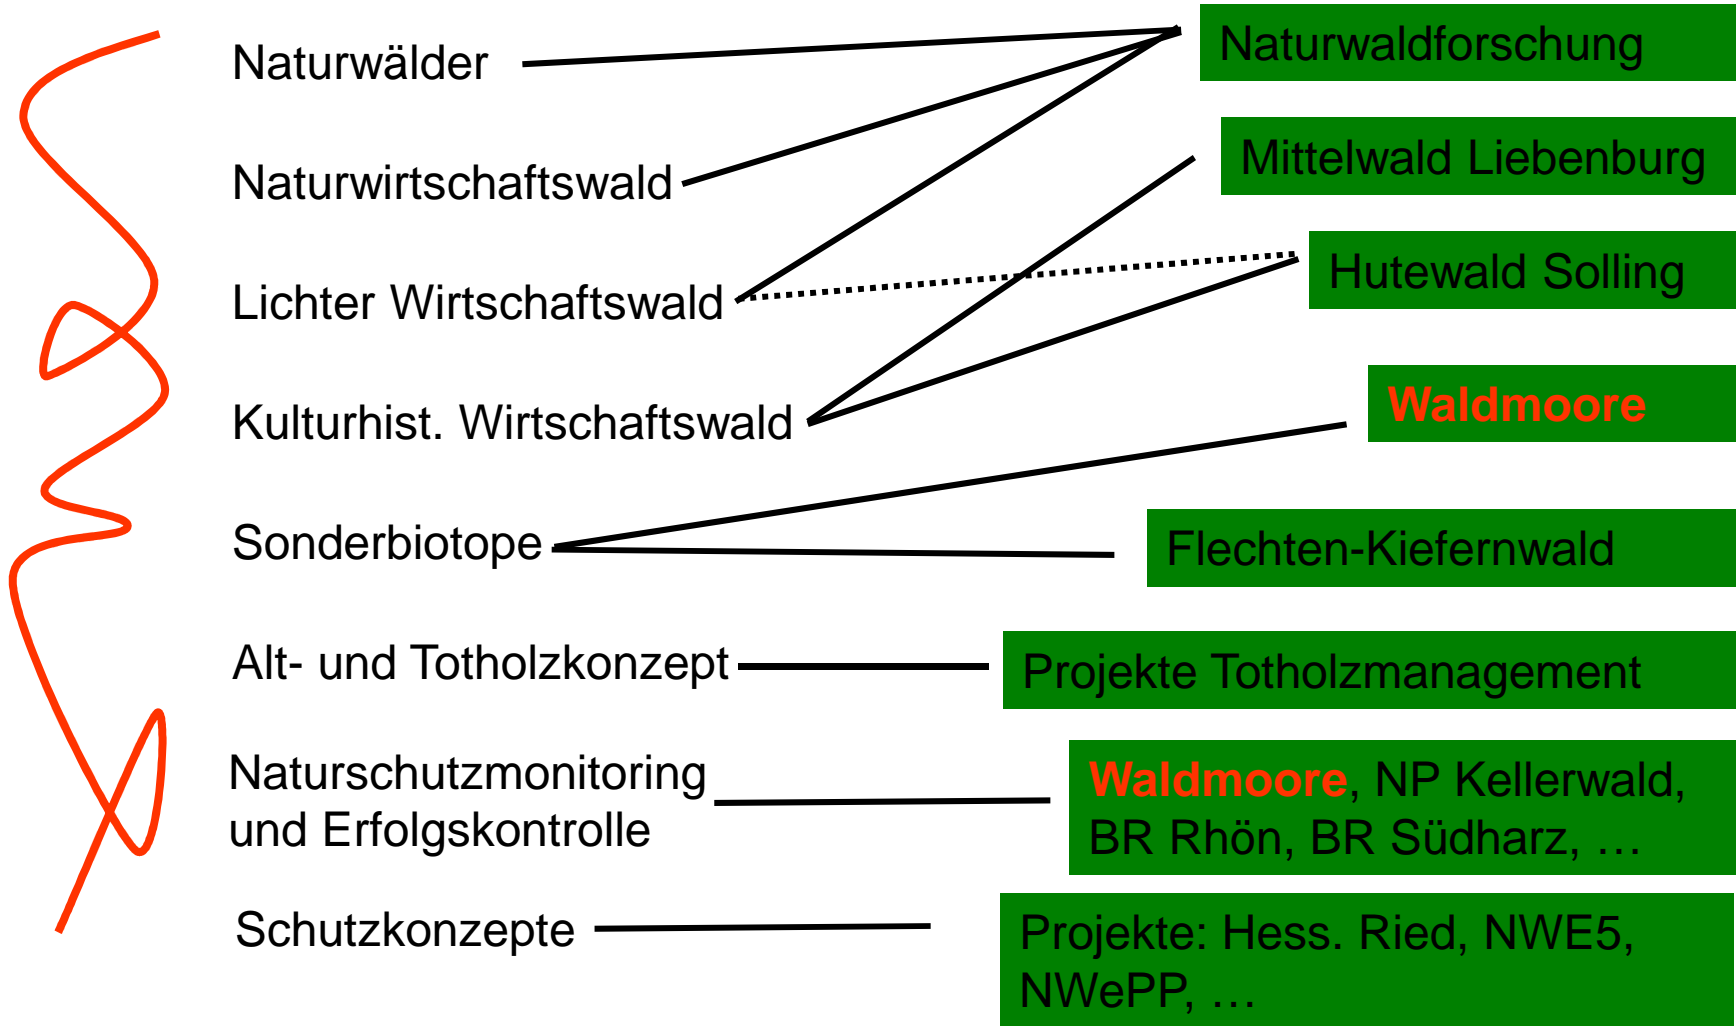 Naturwälder
Naturwirtschaftswald
Lichter Wirtschaftswald
Kulturhist. Wirtschaftswald
Sonderbiotope
Alt- und Totholzkonzept
Naturschutzmonitoring
und Erfolgskontrolle
Schutzkonzepte
Naturwaldforschung
Mittelwald Liebenburg
Hutewald Solling
Waldmoore
Flechten-Kiefernwald
Projekte Totholzmanagement
Waldmoore, NP Kellerwald,
BR Rhön, BR Südharz, …
Projekte: Hess. Ried, NWE5,
NWePP, …